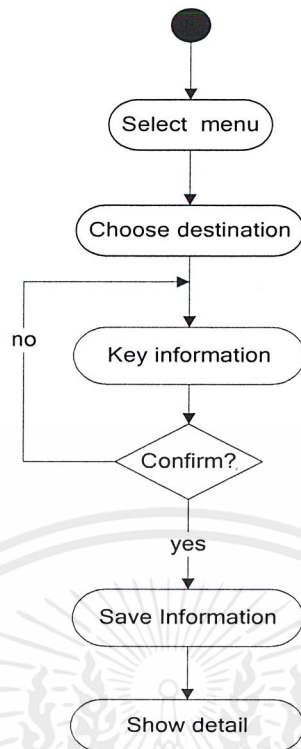 Select menu
Choose destination
no
Key information
Confirm?
yes
Save Information
Show detail